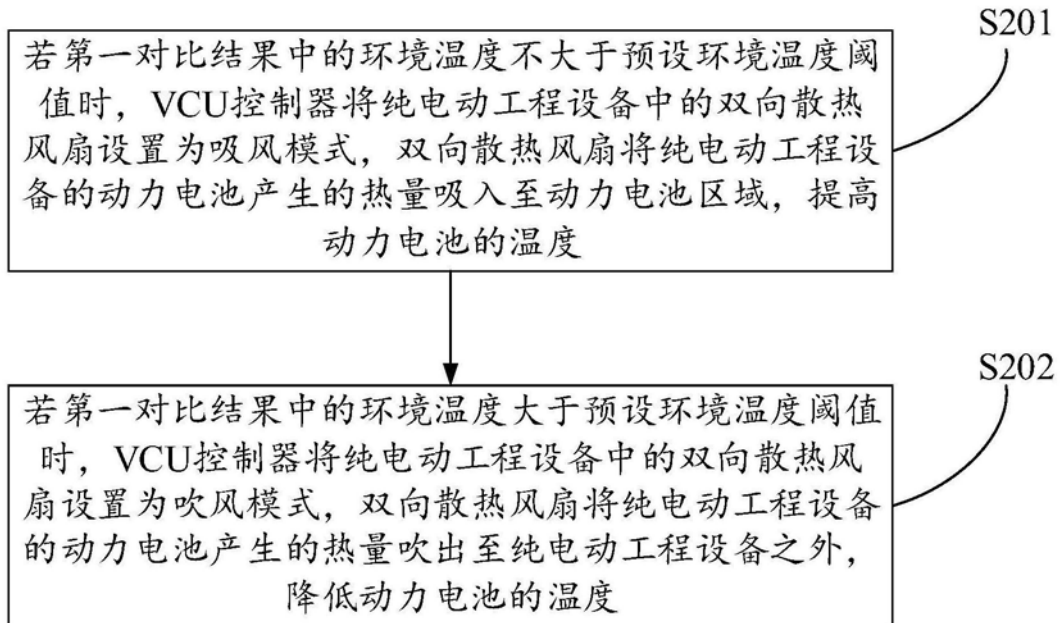 S201
若第一对比结果中的环境温度不大于预设环境温度阈
值时，VCU控制器将纯电动工程设备中的双向散热
风扇设置为吸风模式，双向散热风扇将纯电动工程设
备的动力电池产生的热量吸入至动力电池区域，提高
动力电池的温度
S202
若第一对比结果中的环境温度大于预设环境温度阈值
时，VCU控制器将纯电动工程设备中的双向散热风
扇设置为吹风模式，双向散热风扇将纯电动工程设备
的动力电池产生的热量吹出至纯电动工程设备之外，
降低动力电池的温度